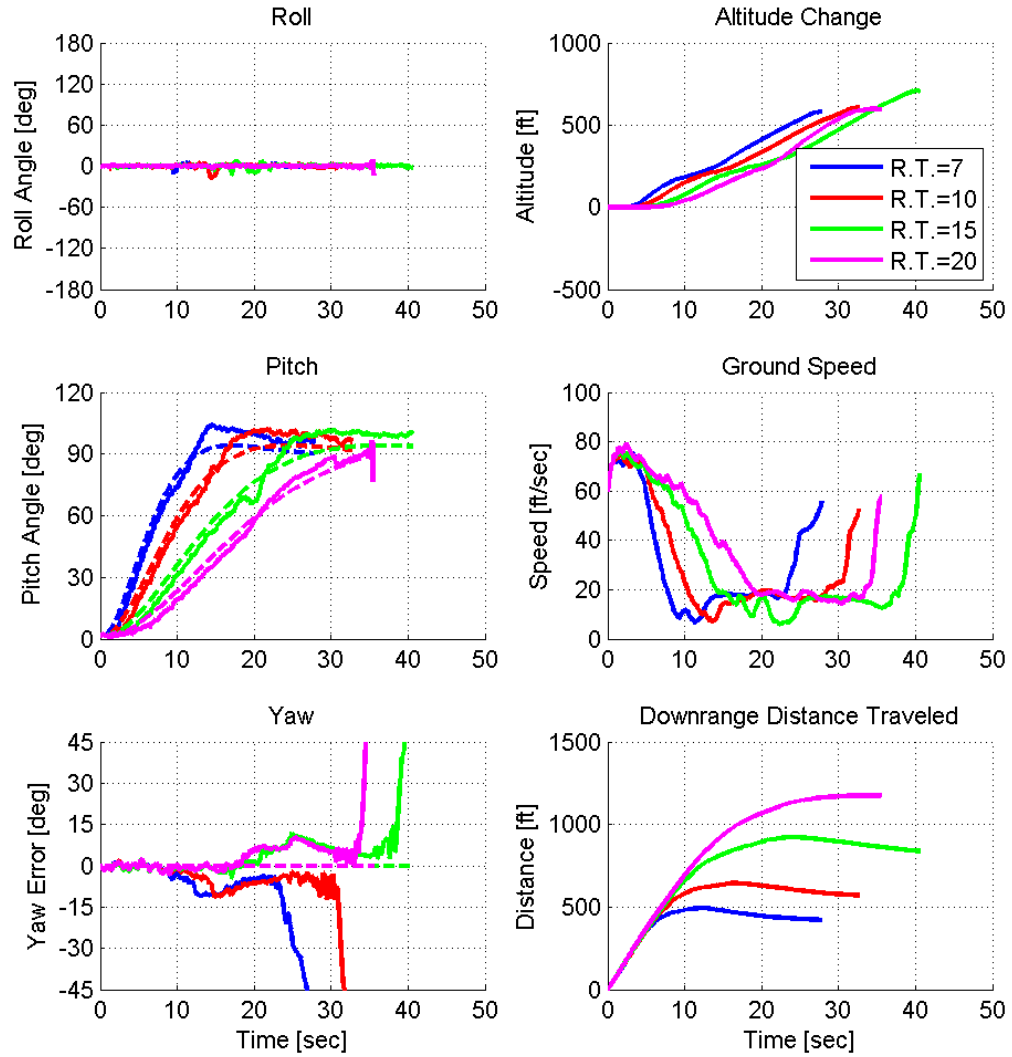 Roll
180
120
60
0
-60
-120
-180
0 10 20 30 40 50
Roll Angle [deg]
Altitude Change
1000
500
0
-500
0 10 20 30 40 50
Altitude [ft]
R.T.=7
R.T.=10
R.T.=15
R.T.=20
Pitch
120
90
60
30
0
0 10 20 30 40 50
Pitch Angle [deg]
Ground Speed
100
80
60
40
20
0
0 10 20 30 40 50
Speed [ft/sec]
Yaw
45
30
15
0
-15
-30
-45
0 10 20 30 40 50
Yaw Error [deg]
Time [sec]
Downrange Distance Traveled
1500
1000
500
0
0 10 20 30 40 50
Distance [ft]
Time [sec]